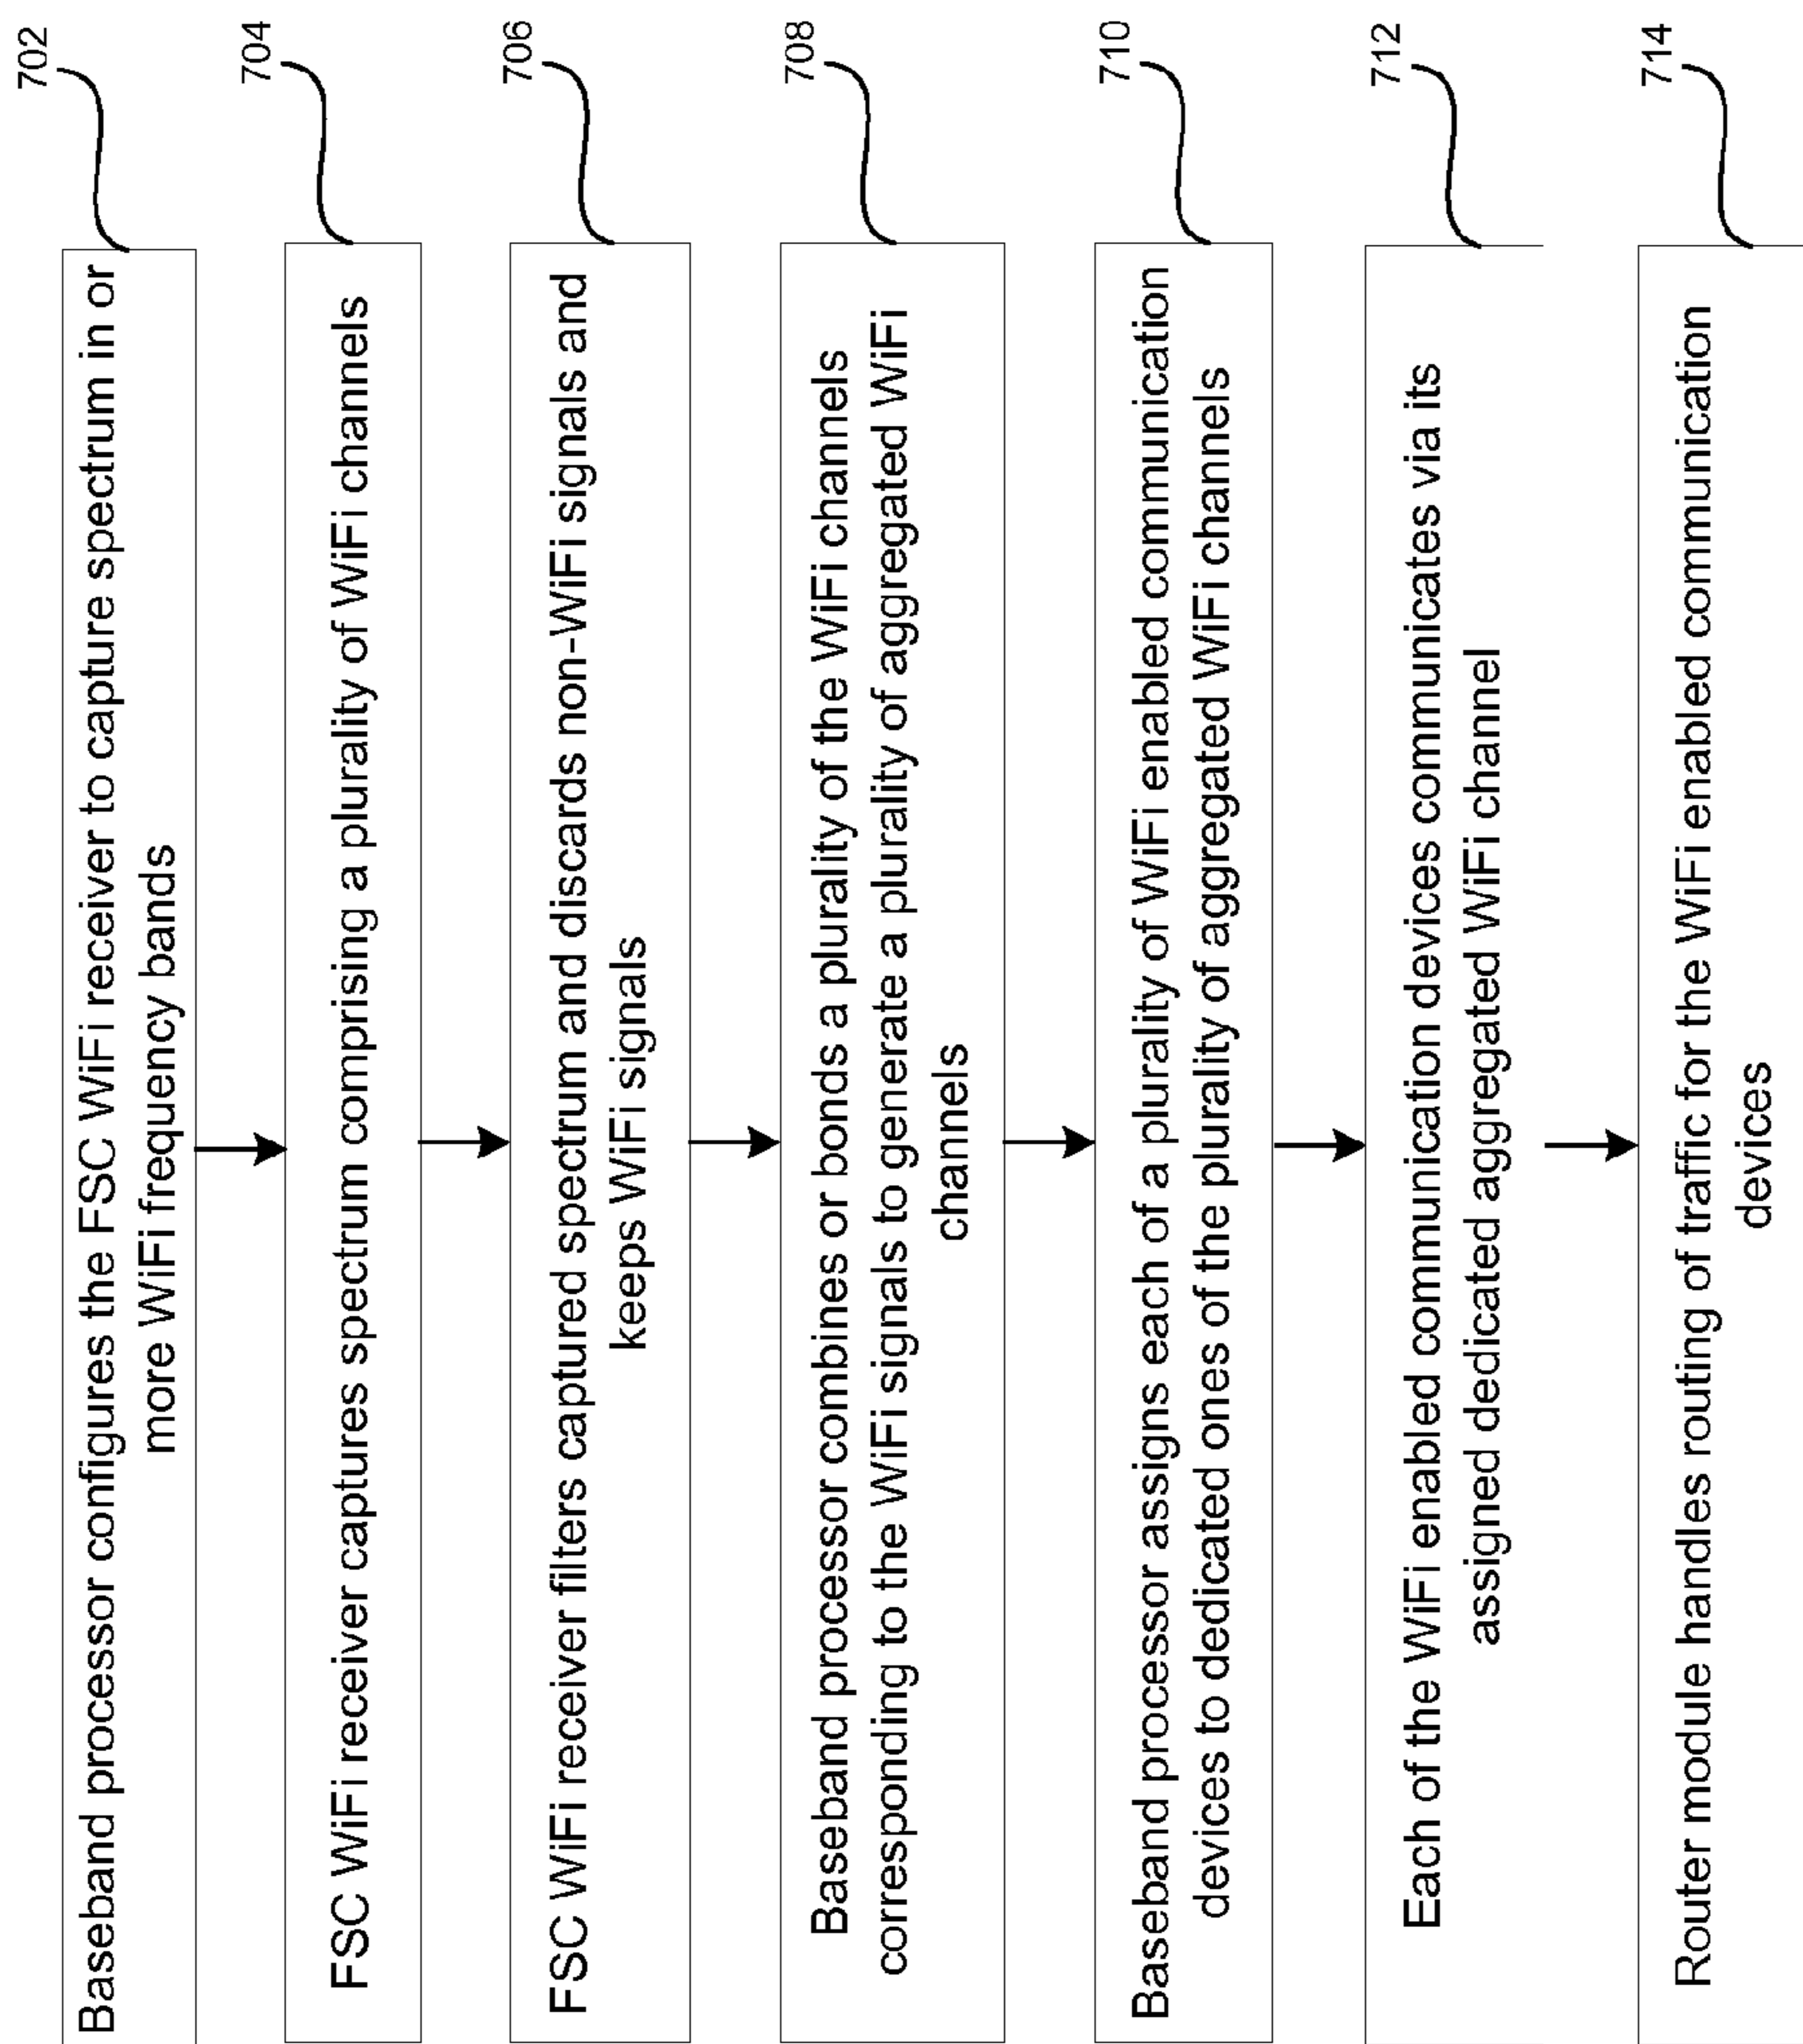 702
Baseband processor configures the FSC WiFi receiver to capture spectrum in or
more WiFi frequency bands
704
FSC WiFi receiver captures spectrum comprising a plurality of WiFi channels
706
FSC WiFi receiver filters captured spectrum and discards non-WiFi signals and
keeps WiFi signals
708
Baseband processor combines or bonds a plurality of the WiFi channels
corresponding to the WiFi signals to generate a plurality of aggregated WiFi
channels
710
Baseband processor assigns each of a plurality of WiFi enabled communication
devices to dedicated ones of the plurality of aggregated WiFi channels
712
Each of the WiFi enabled communication devices communicates via its
assigned dedicated aggregated WiFi channel
714
Router module handles routing of traffic for the WiFi enabled communication
devices